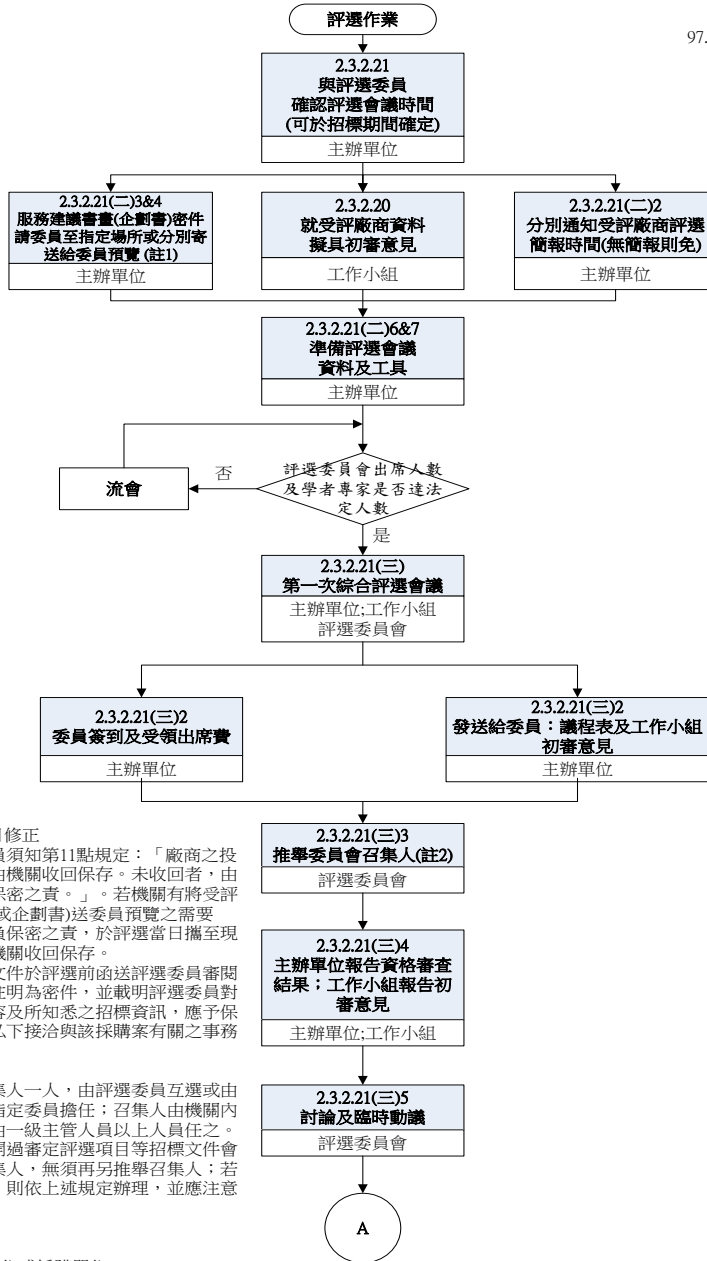 評選作業
97.
2.3.2.21
與評選委員
確認評選會議時間
(可於招標期間確定)
主辦單位
2.3.2.21(二)3&4
服務建議書畫(企劃書)密件
請委員至指定場所或分別寄
送給委員預覽 (註1)
主辦單位
2.3.2.20
就受評廠商資料
擬具初審意見
工作小組
2.3.2.21(二)2
分別通知受評廠商評選
簡報時間(無簡報則免)
主辦單位
2.3.2.21(二)6&7
準備評選會議
資料及工具
主辦單位
評選委員會出席人數
及學者專家是否達法
定人數
否
流會
是
2.3.2.21(三)
第一次綜合評選會議
主辦單位;工作小組
評選委員會
2.3.2.21(三)2
委員簽到及受領出席費
主辦單位
2.3.2.21(三)2
發送給委員：議程表及工作小組
初審意見
主辦單位
2.3.2.21(三)3
推舉委員會召集人(註2)
評選委員會
2.3.2.21(三)4
主辦單位報告資格審查
結果；工作小組報告初
審意見
主辦單位;工作小組
2.3.2.21(三)5
討論及臨時動議
評選委員會
A
修正
員須知第11點規定：「廠商之投
由機關收回保存。未收回者，由
保密之責。」。若機關有將受評
或企劃書)送委員預覽之需要
負保密之責，於評選當日攜至現
機關收回保存。
文件於評選前函送評選委員審閱
註明為密件，並載明評選委員對
容及所知悉之招標資訊，應予保
私下接洽與該採購案有關之事務
集人一人，由評選委員互選或由
指定委員擔任；召集人由機關內
由一級主管人員以上人員任之。
開過審定評選項目等招標文件會
集人，無須再另推舉召集人；若
則依上述規定辦理，並應注意